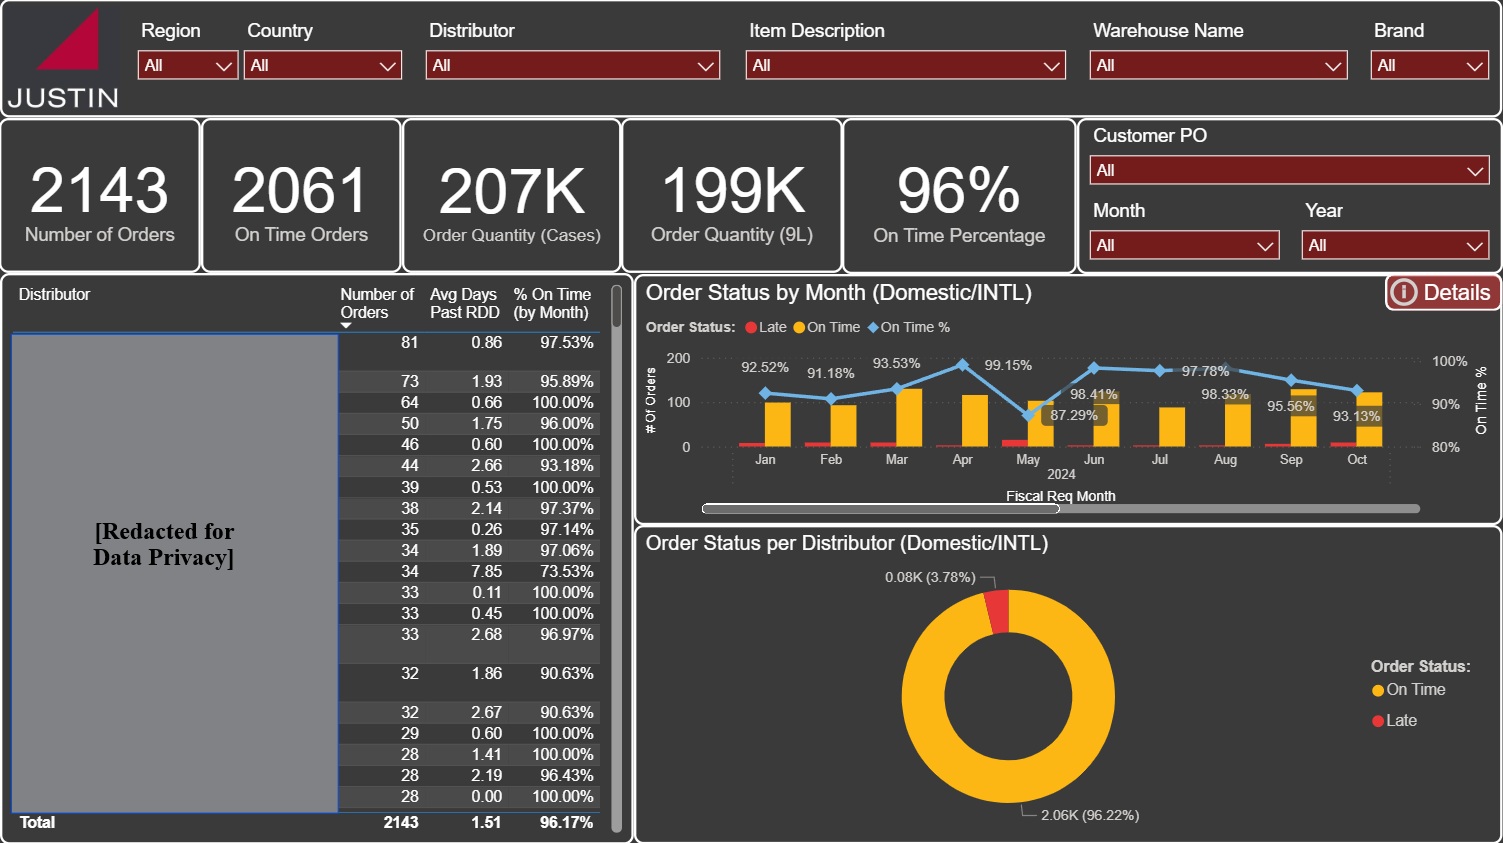 JUSTIN
Region
All
Country
All
Distributor
All
Item Description
All
Warehouse Name
All
Brand
All
2143
Number of Orders
2061
On Time Orders
207K
Order Quantity (Cases)
199K
Order Quantity (9L)
96%
On Time Percentage
Customer PO
All
Month
All
Year
All
Distributor Number of Orders Avg Days Past RDD % On Time (by Month)
[Redacted for
Data Privacy]
81 0.86 97.53%
73 1.93 95.89%
64 0.66 100.00%
50 1.75 96.00%
46 0.60 100.00%
44 2.66 93.18%
39 0.53 100.00%
38 2.14 97.37%
35 0.26 97.14%
34 1.89 97.06%
34 7.85 73.53%
33 0.11 100.00%
33 0.45 100.00%
33 2.68 96.97%
32 1.86 90.63%
32 2.67 90.63%
29 0.60 100.00%
28 1.41 100.00%
28 2.19 96.43%
28 0.00 100.00%
Total 2143 1.51 96.17%
Order Status by Month (Domestic/INTL)
Details
Order Status: Late On Time On Time %
# Of Orders
200
100
0
92.52%
91.18%
93.53%
99.15%
87.29%
98.41%
97.78%
98.33%
95.56%
93.13%
100%
90%
80%
On Time %
Jan Feb Mar Apr May Jun Jul Aug Sep Oct
2024
Fiscal Req Month
Order Status per Distributor (Domestic/INTL)
0.08K (3.78%)
2.06K (96.22%)
Order Status:
On Time
Late